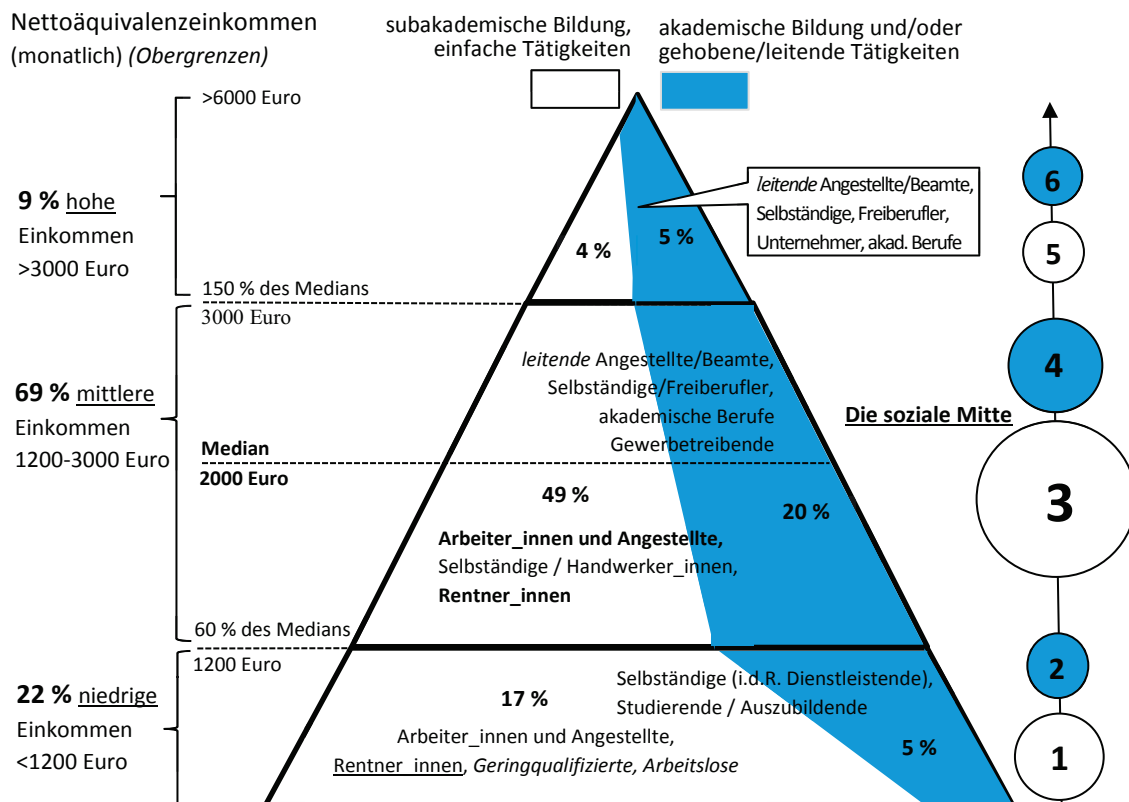 Nettoäquivalenzeinkommen
(monatlich) (Obergrenzen)
subakademische Bildung,
einfache Tätigkeiten
akademische Bildung und/oder
gehobene/leitende Tätigkeiten
>6000 Euro
9 % hohe
Einkommen
>3000 Euro
leitende Angestellte/Beamte,
Selbständige, Freiberufler,
Unternehmer, akad. Berufe
4 %
5 %
6
5
150 % des Medians
3000 Euro
69 % mittlere
Einkommen
1200-3000 Euro
leitende Angestellte/Beamte,
Selbständige/Freiberufler,
akademische Berufe
Gewerbetreibende
4
Die soziale Mitte
Median
2000 Euro
49 %
20 %
3
Arbeiter_innen und Angestellte,
Selbständige / Handwerker_innen,
Rentner_innen
60 % des Medians
1200 Euro
22 % niedrige
Einkommen
<1200 Euro
17 %
Selbständige (i.d.R. Dienstleistende),
Studierende / Auszubildende
5 %
Arbeiter_innen und Angestellte,
Rentner_innen, Geringqualifizierte, Arbeitslose
2
1